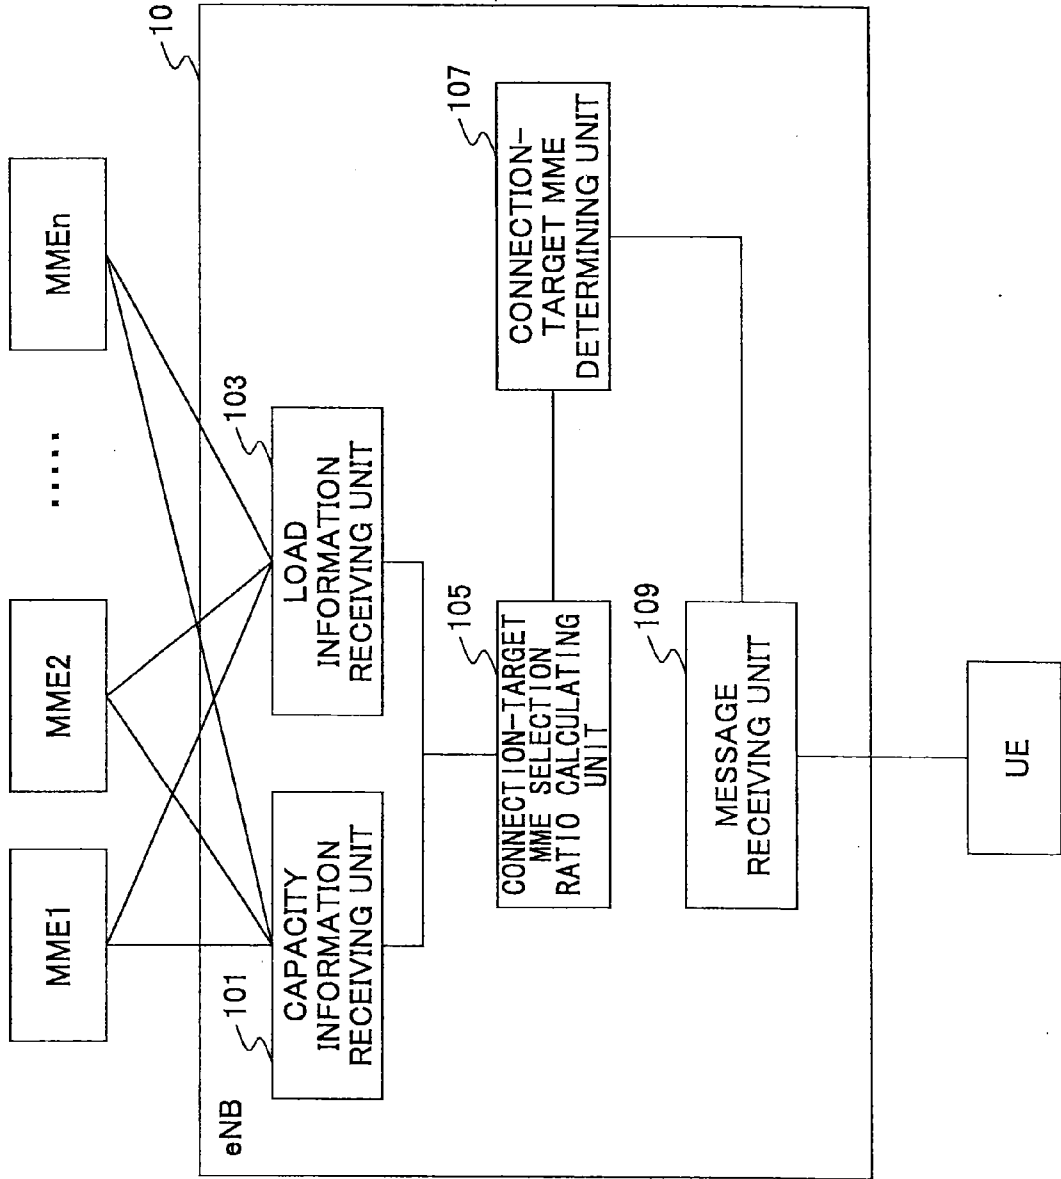 MME1
MME2
.....
MMEn
10
eNB
101
CAPACITY
INFORMATION
RECEIVING UNIT
103
LOAD
INFORMATION
RECEIVING UNIT
105
CONNECTION-TARGET
MME SELECTION
RATIO CALCULATING
UNIT
107
CONNECTION-
TARGET MME
DETERMINING UNIT
109
MESSAGE
RECEIVING UNIT
UE